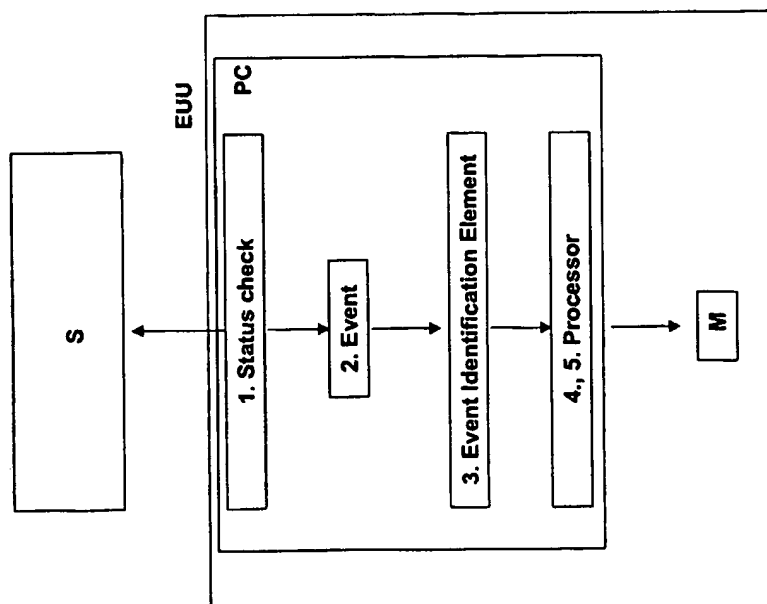 S
EUU
PC
1. Status check
2. Event
3. Event Identification Element
4., 5. Processor
M